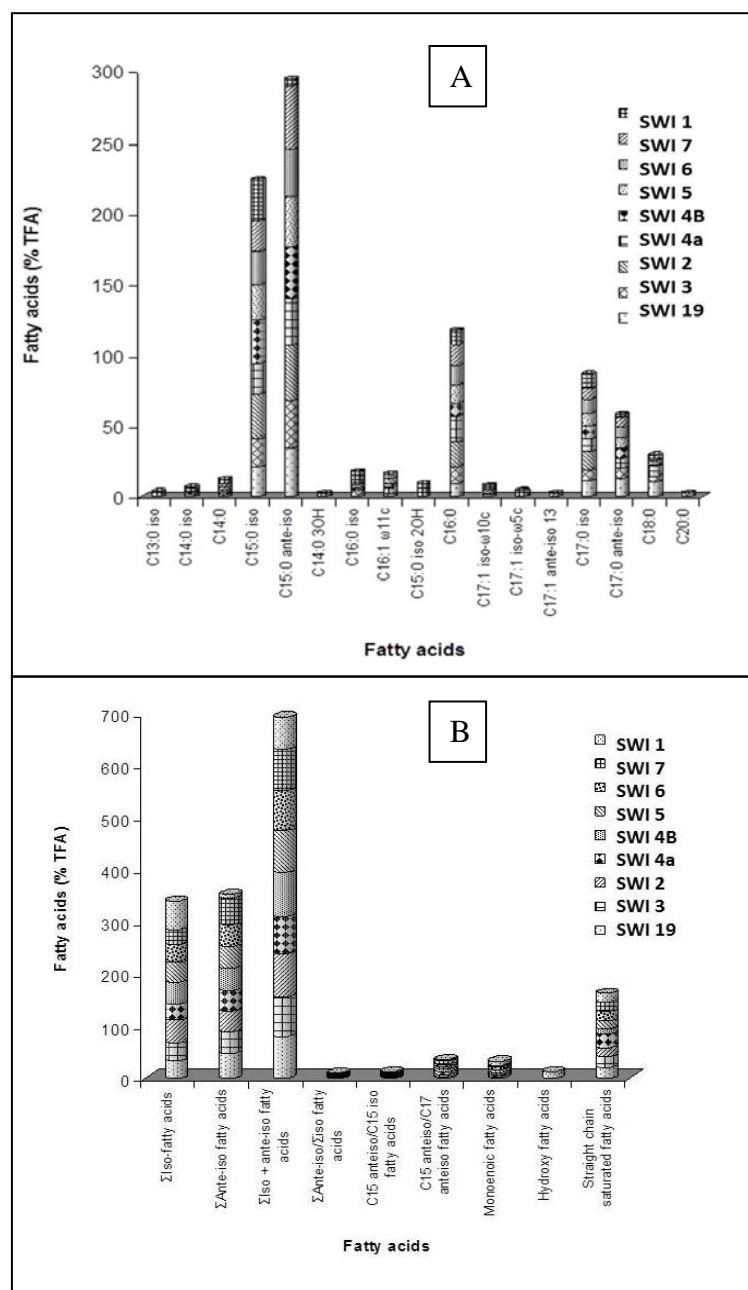 A
300
250
200
150
100
50
0
Fatty acids (% TFA)
SWI 1
SWI 7
SWI 6
SWI 5
SWI 4B
SWI 4a
SWI 2
SWI 3
SWI 19
C13:0 iso
C14:0 iso
C14:0
C15:0 iso
C15:0 ante-iso
C14:0 3OH
C16:0 iso
C16:1 ω11c
C15:0 iso 2OH
C16:0
C17:1 iso-ω10c
C17:1 iso-ω5c
C17:1 ante-iso 13
C17:0 iso
C17:0 ante-iso
C18:0
C20:0
Fatty acids
B
700
600
500
400
300
200
100
0
Fatty acids (% TFA)
SWI 1
SWI 7
SWI 6
SWI 5
SWI 4B
SWI 4a
SWI 2
SWI 3
SWI 19
ΣIso-fatty acids
ΣAnte-iso fatty acids
ΣIso + ante-iso fatty
acids
ΣAnte-iso/Σiso fatty
acids
C15 anteiso/C15 iso
fatty acids
C15 anteiso/C17
anteiso fatty acids
Monoenoic fatty acids
Hydroxy fatty acids
Straight chain
saturated fatty acids
Fatty acids